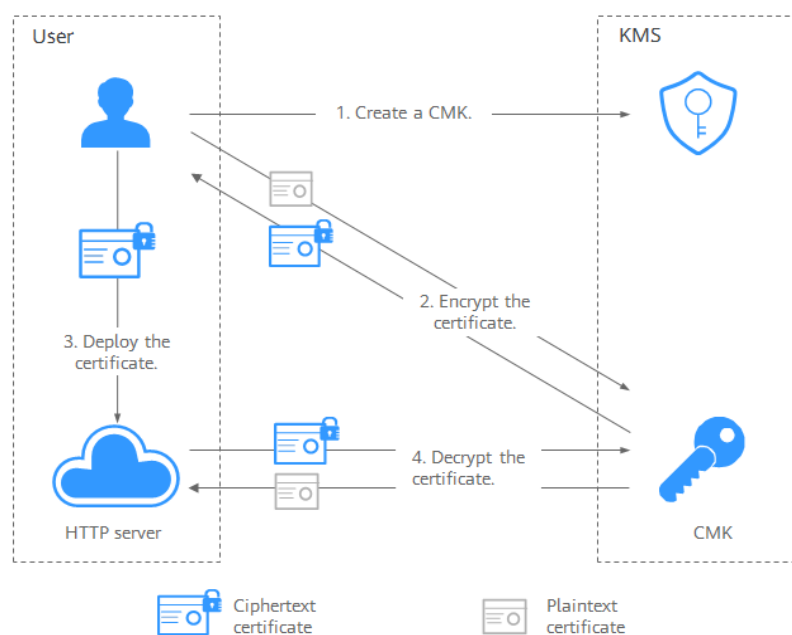 User
KMS
1. Create a CMK.
2. Encrypt the
certificate.
3. Deploy the
certificate.
4. Decrypt the
certificate.
HTTP server
CMK
Ciphertext
certificate
Plaintext
certificate